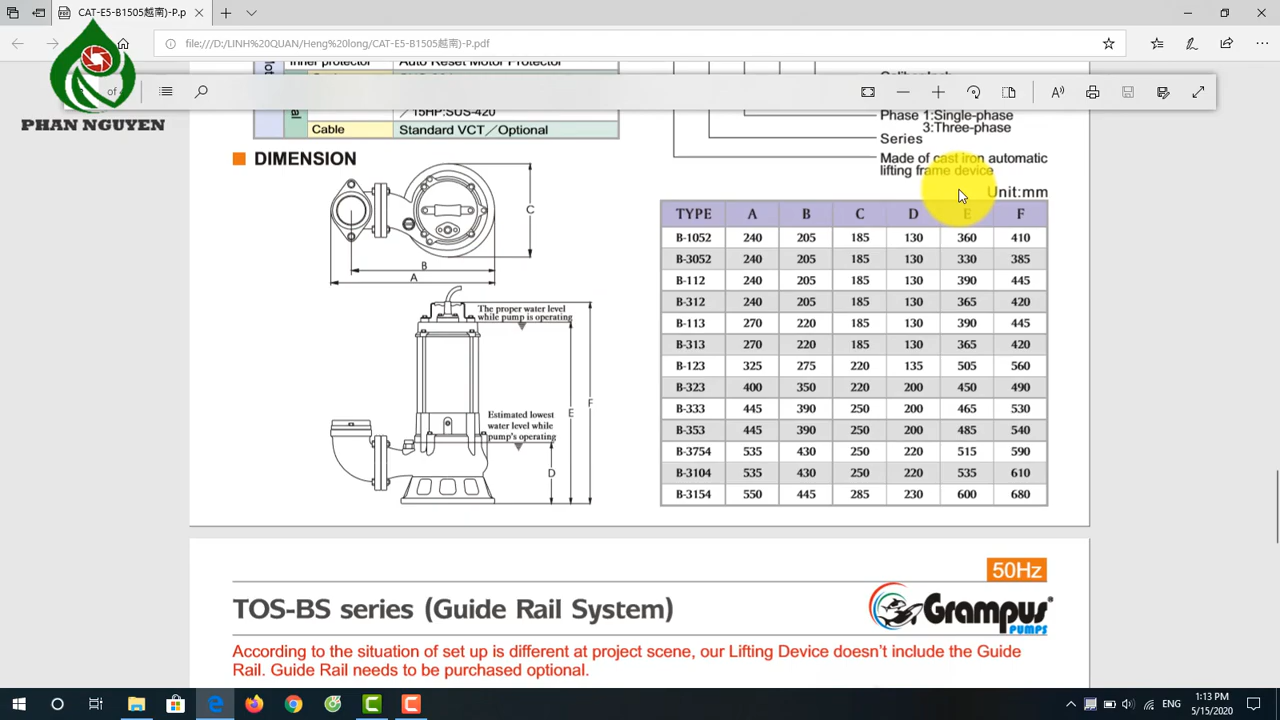 CAT-E5-B1505越南)-P.pdf
file:///D:/LINH%20QUAN/Heng%20long/CAT-E5-B1505越南)-P.pdf
PHAN NGUYEN
of
Inner protector Auto Reset Motor Protector
/15HP:SUS-420
Cable Standard VCT/Optional
Phase 1:Single-phase
3:Three-phase
Series
Made of cast iron automatic
lifting frame device
DIMENSION
C
B
A
The proper water level
while pump is operating
Estimated lowest
water level while
pump's operating
D
E
F
Unit:mm
TYPE A B C D E F
B-1052 240 205 185 130 360 410
B-3052 240 205 185 130 330 385
B-112 240 205 185 130 390 445
B-312 240 205 185 130 365 420
B-113 270 220 185 130 390 445
B-313 270 220 185 130 365 420
B-123 325 275 220 135 505 560
B-323 400 350 220 200 450 490
B-333 445 390 250 200 465 530
B-353 445 390 250 200 485 540
B-3754 535 430 250 220 515 590
B-3104 535 430 250 220 535 610
B-3154 550 445 285 230 600 680
50Hz
TOS-BS series (Guide Rail System)
Grampus
PUMPS
According to the situation of set up is different at project scene, our Lifting Device doesn't include the Guide
Rail. Guide Rail needs to be purchased optional.
ENG
1:13 PM
5/15/2020